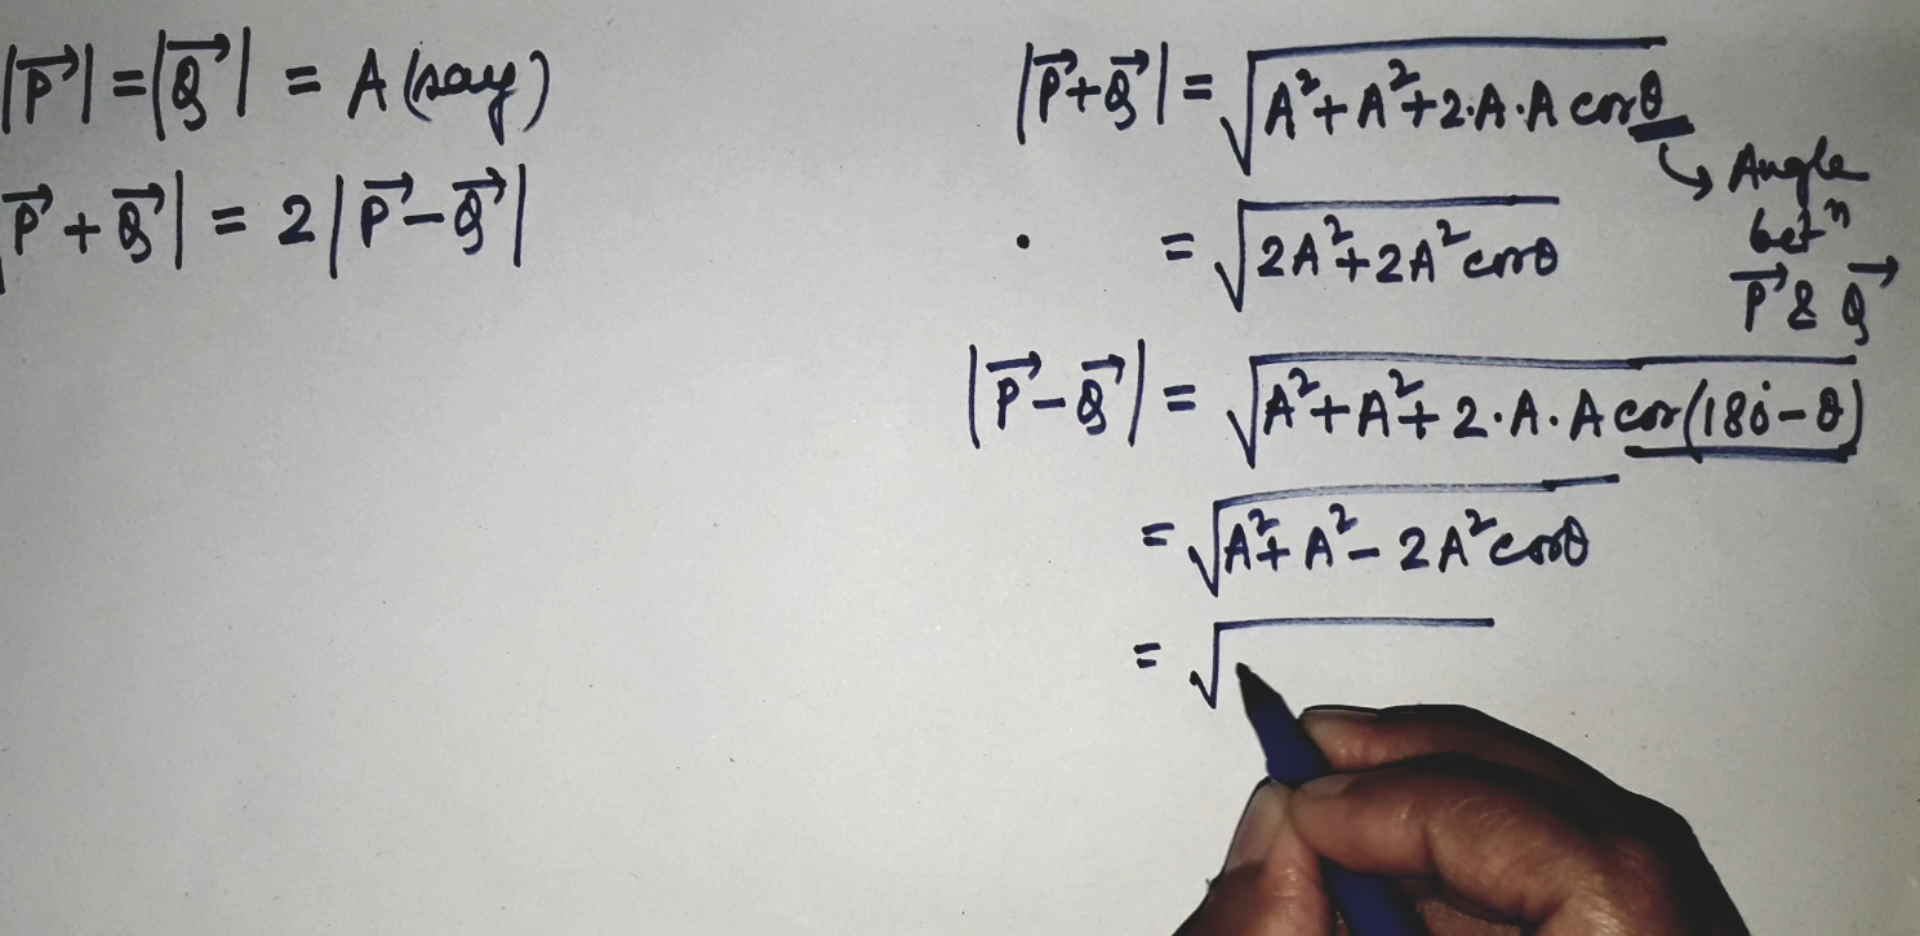 |P⃗| = |Q⃗| = A (say)
P⃗ + Q⃗| = 2|P⃗ - Q⃗|
|P⃗ + Q⃗| = √(A² + A² + 2·A·A cosθ)
→ Angle
betⁿ
P⃗ & Q⃗
= √(2A² + 2A² cosθ)
|P⃗ - Q⃗| = √(A² + A² + 2·A·A cos(180° - θ))
= √(A² + A² - 2A² cosθ)
= √